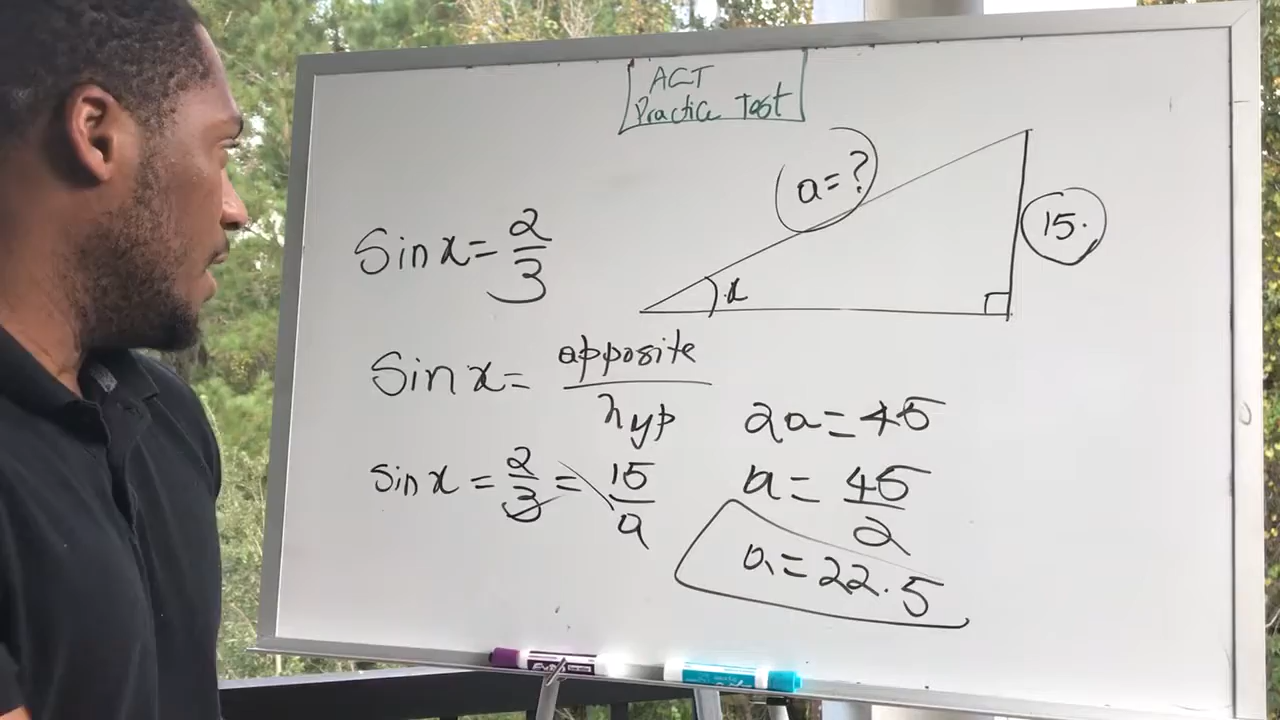 ACT
Practice Test
a=?
15.
x
Sin x = 2/3
Sin x = opposite/hyp
Sin x = 2/3 = 15/a
2a = 45
a = 45/2
a = 22.5